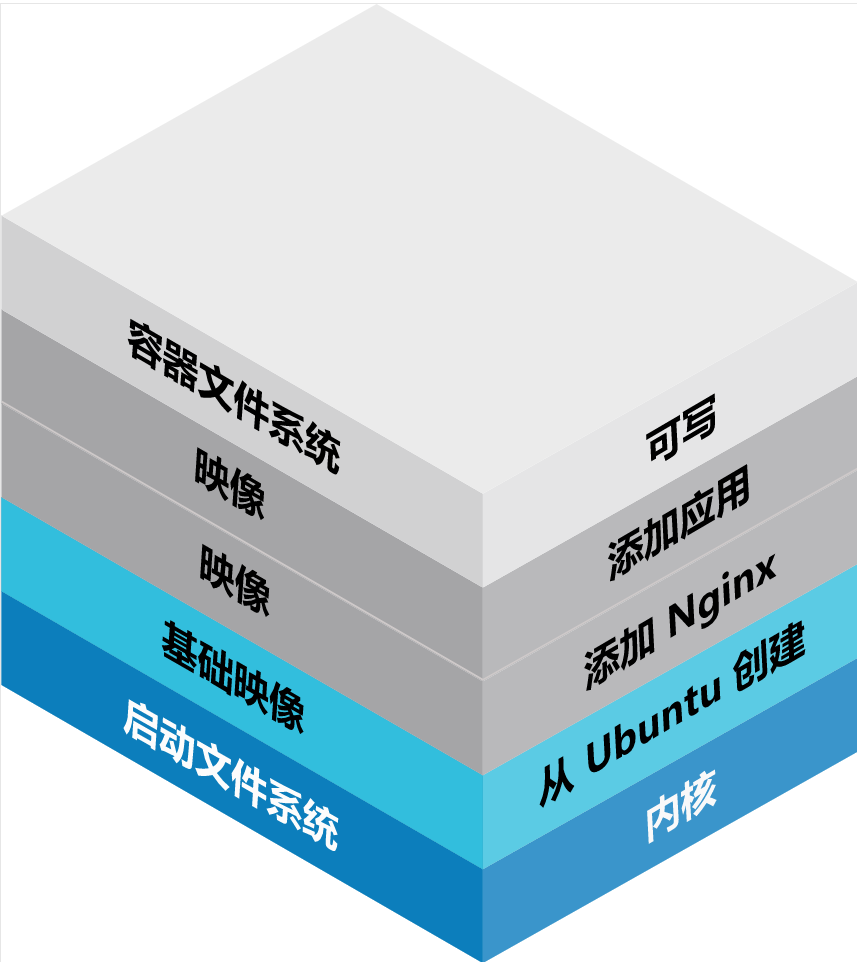 容器文件系统
可写
映像
添加应用
映像
添加 Nginx
基础映像
从 Ubuntu 创建
启动文件系统
内核